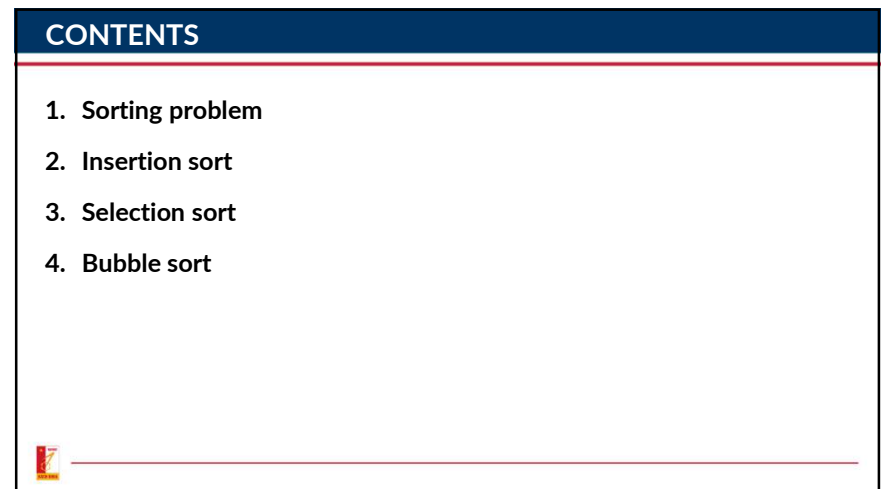 CONTENTS
1. Sorting problem
2. Insertion sort
3. Selection sort
4. Bubble sort